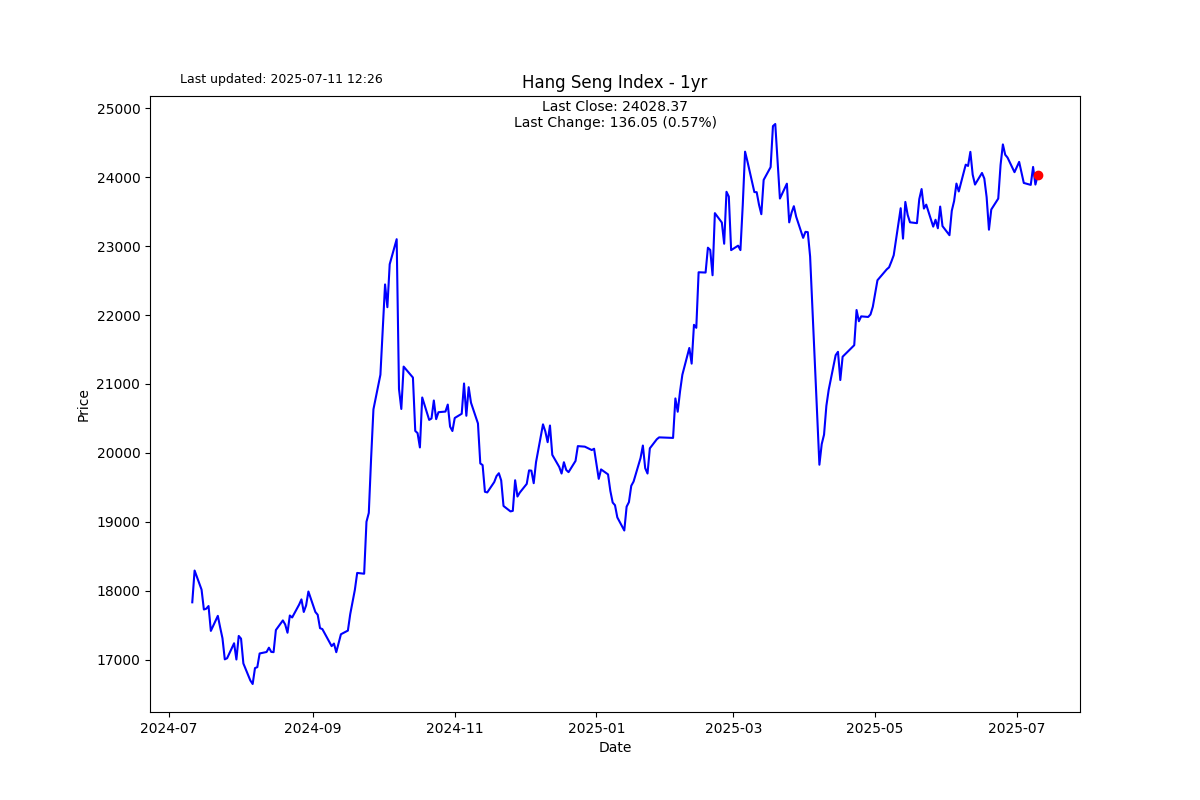 Last updated: 2025-07-11 12:26
Hang Seng Index - 1yr
Last Close: 24028.37
Last Change: 136.05 (0.57%)
25000
24000
23000
22000
21000
20000
19000
18000
17000
Price
2024-07 2024-09 2024-11 2025-01 2025-03 2025-05 2025-07
Date